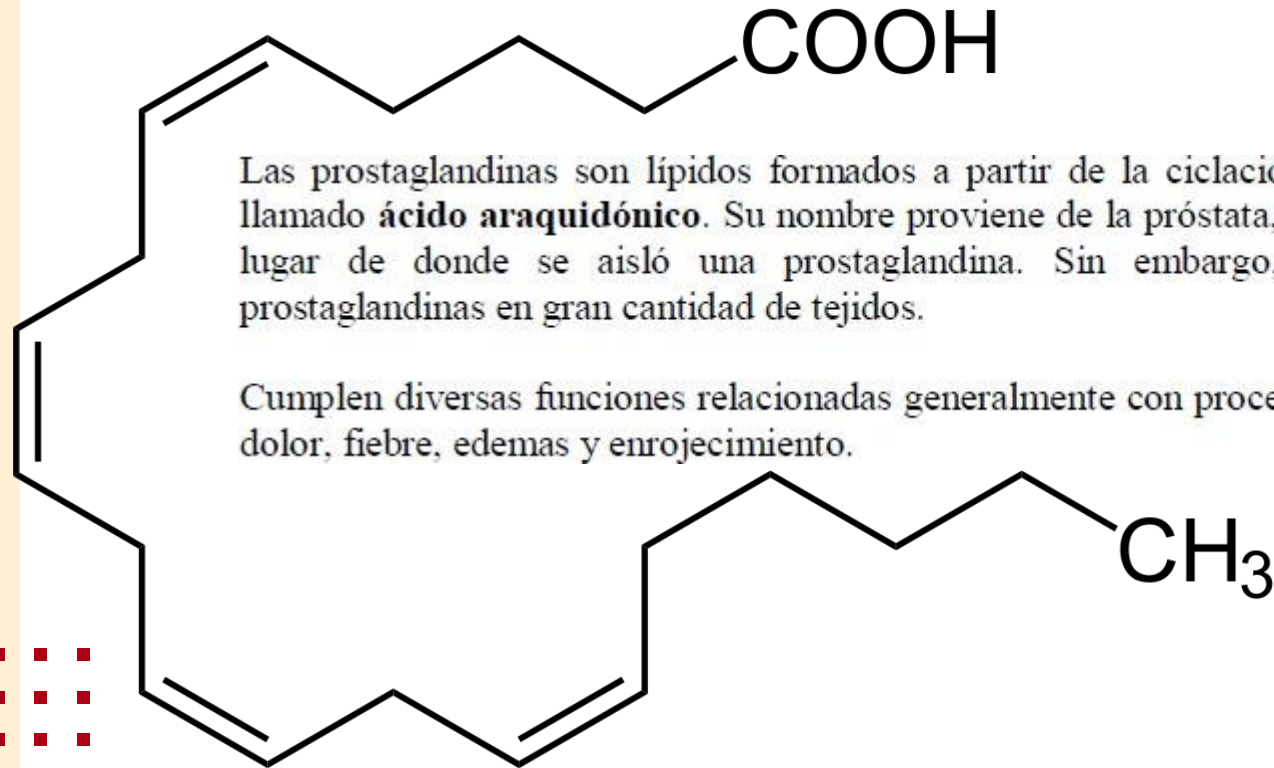 COOH
Las prostaglandinas son lípidos formados a partir de la ciclació
llamado ácido araquidónico. Su nombre proviene de la próstata,
lugar de donde se aisló una prostaglandina. Sin embargo,
prostaglandinas en gran cantidad de tejidos.
Cumplen diversas funciones relacionadas generalmente con proce
dolor, fiebre, edemas y enrojecimiento.
CH3